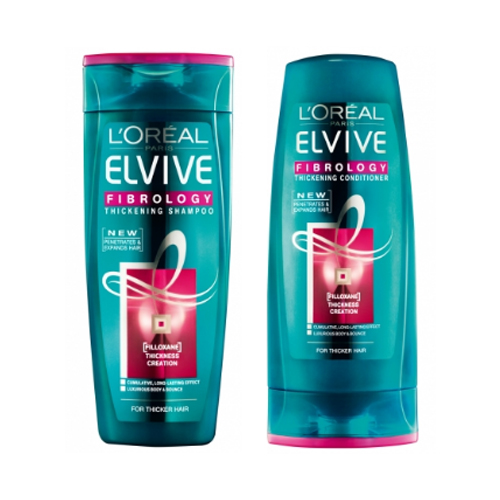 L'ORÉAL
PARIS
ELVIVE
FIBROLOGY
THICKENING SHAMPOO
NEW
PENETRATES &
EXPANDS HAIR
[FILLOXANE]
THICKNESS
CREATION
CUMULATIVE, LONG LASTING EFFECT
LUXURIOUS BODY & BOUNCE
FOR THICKER HAIR
L'ORÉAL
PARIS
ELVIVE
FIBROLOGY
THICKENING CONDITIONER
NEW
PENETRATES &
EXPANDS HAIR
[FILLOXANE]
THICKNESS
CREATION
CUMULATIVE, LONG LASTING EFFECT
LUXURIOUS BODY & BOUNCE
FOR THICKER HAIR